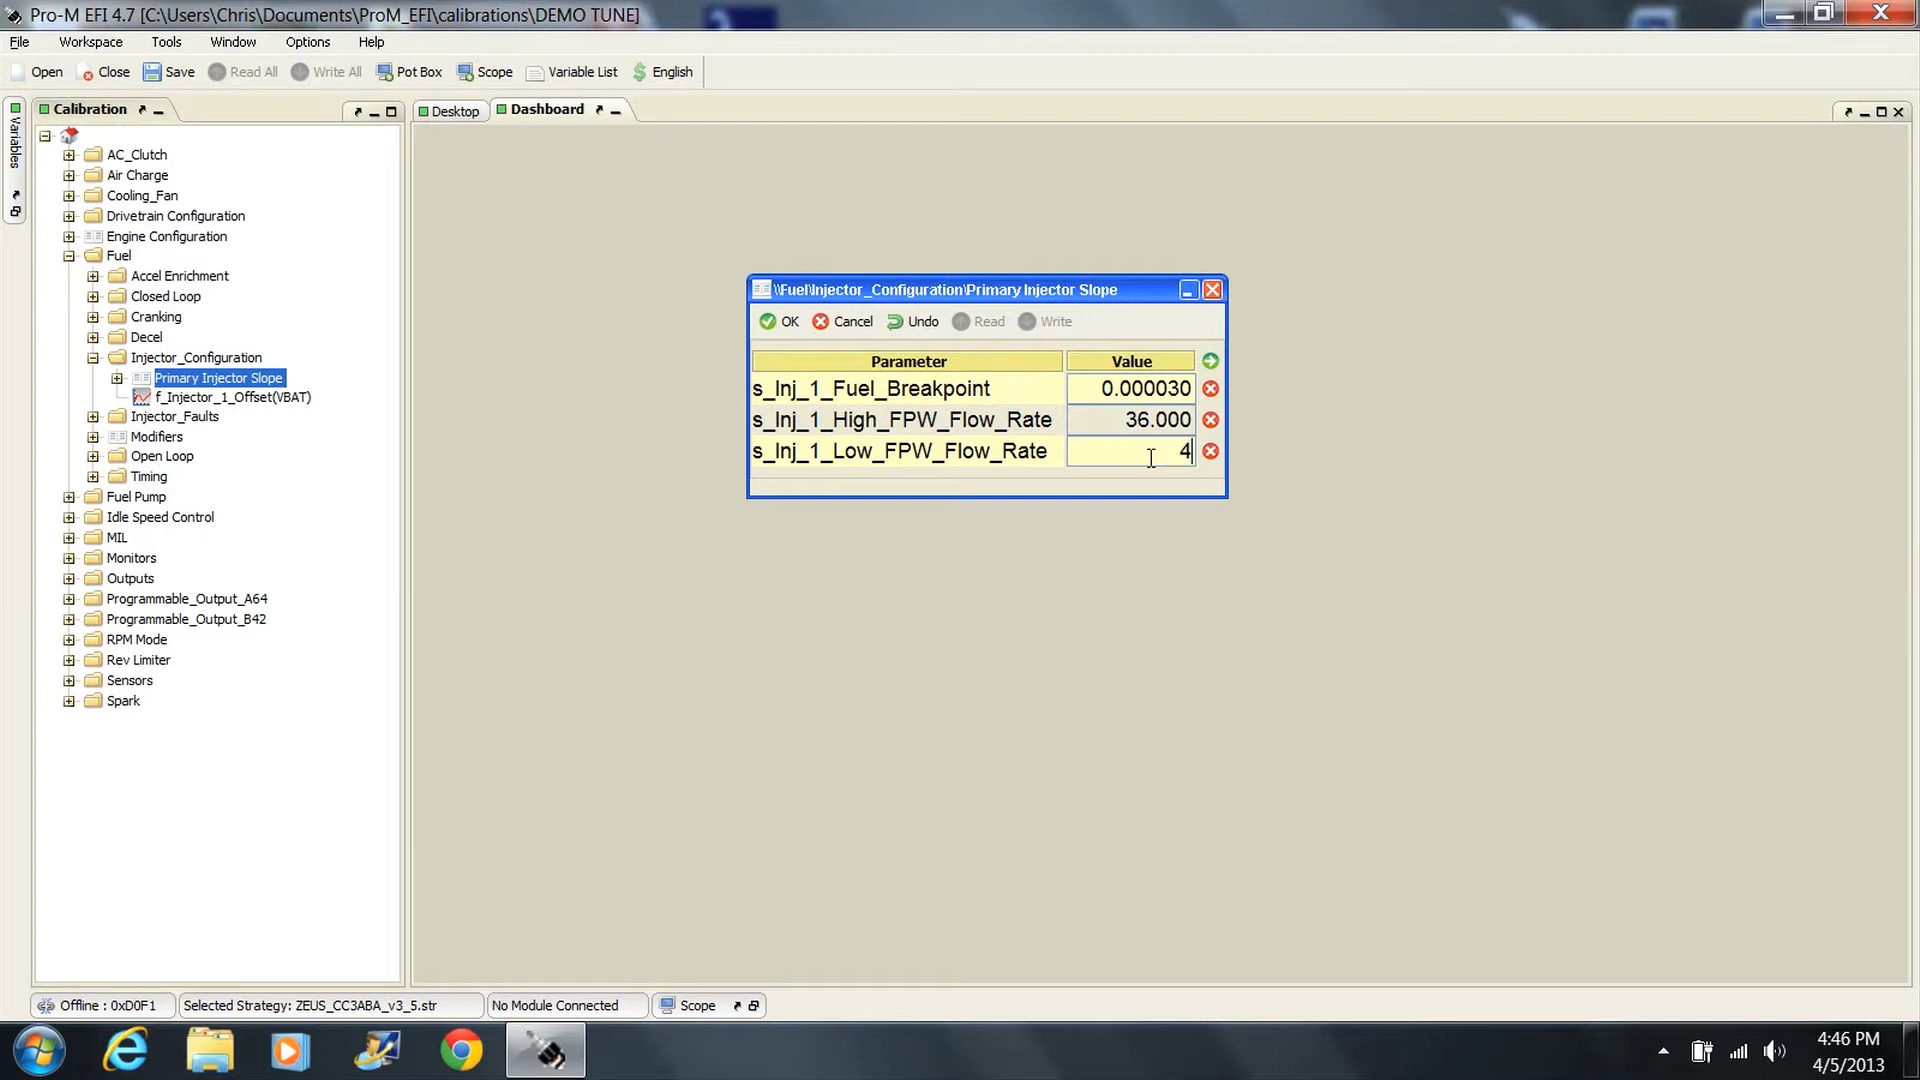 Pro-M EFI 4.7 [C:\Users\Chris\Documents\ProM_EFI\calibrations\DEMO TUNE]
File Workspace Tools Window Options Help
Open Close Save Read All Write All Pot Box Scope Variable List English
Variables
Calibration
AC_Clutch
Air Charge
Cooling_Fan
Drivetrain Configuration
Engine Configuration
Fuel
Accel Enrichment
Closed Loop
Cranking
Decel
Injector_Configuration
Primary Injector Slope
f_Injector_1_Offset(VBAT)
Injector_Faults
Modifiers
Open Loop
Timing
Fuel Pump
Idle Speed Control
MIL
Monitors
Outputs
Programmable_Output_A64
Programmable_Output_B42
RPM Mode
Rev Limiter
Sensors
Spark
Desktop Dashboard
\\Fuel\Injector_Configuration\Primary Injector Slope
OK Cancel Undo Read Write
Parameter Value
s_Inj_1_Fuel_Breakpoint 0.000030
s_Inj_1_High_FPW_Flow_Rate 36.000
s_Inj_1_Low_FPW_Flow_Rate 4
Offline : 0xD0F1 Selected Strategy: ZEUS_CC3ABA_v3_5.str No Module Connected Scope
4:46 PM
4/5/2013